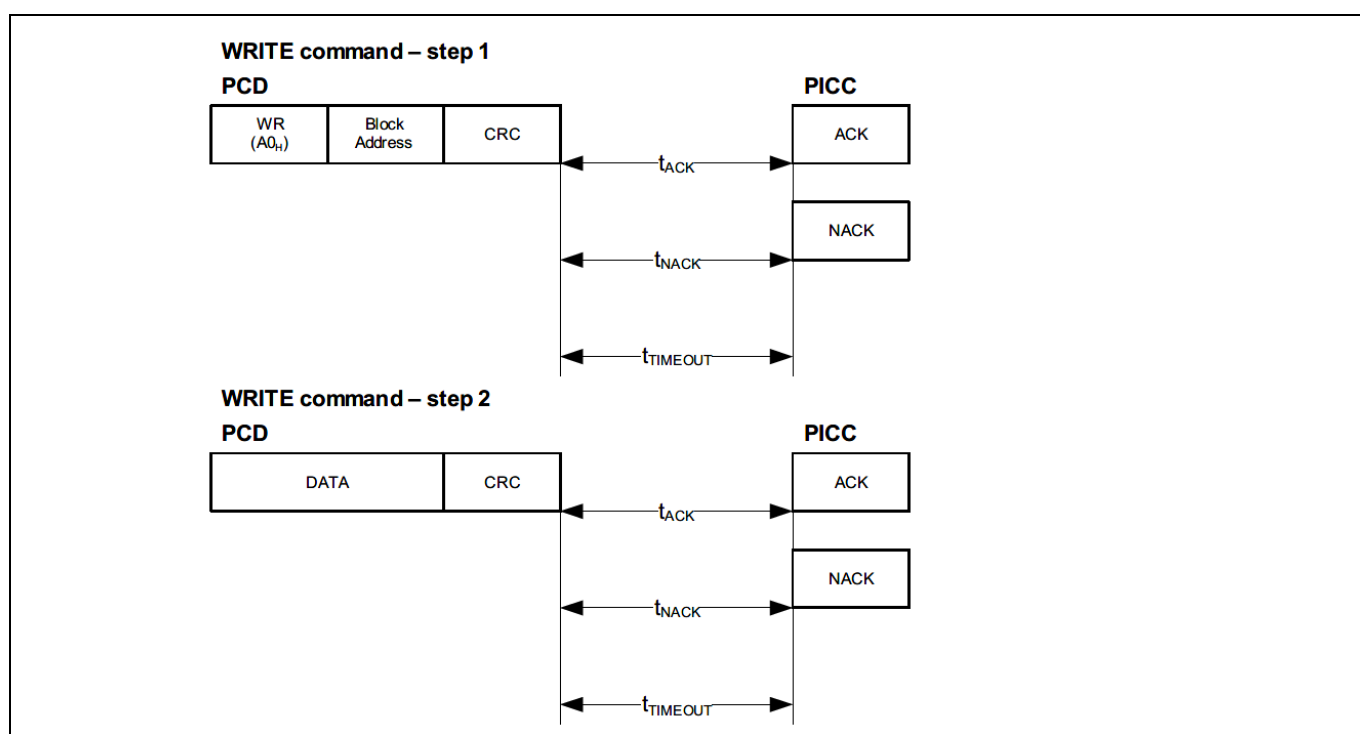 WRITE command – step 1
PCD
PICC
WR
(A0H)
Block
Address
CRC
tACK
ACK
NACK
tNACK
tTIMEOUT
WRITE command – step 2
PCD
PICC
DATA
CRC
tACK
ACK
NACK
tNACK
tTIMEOUT